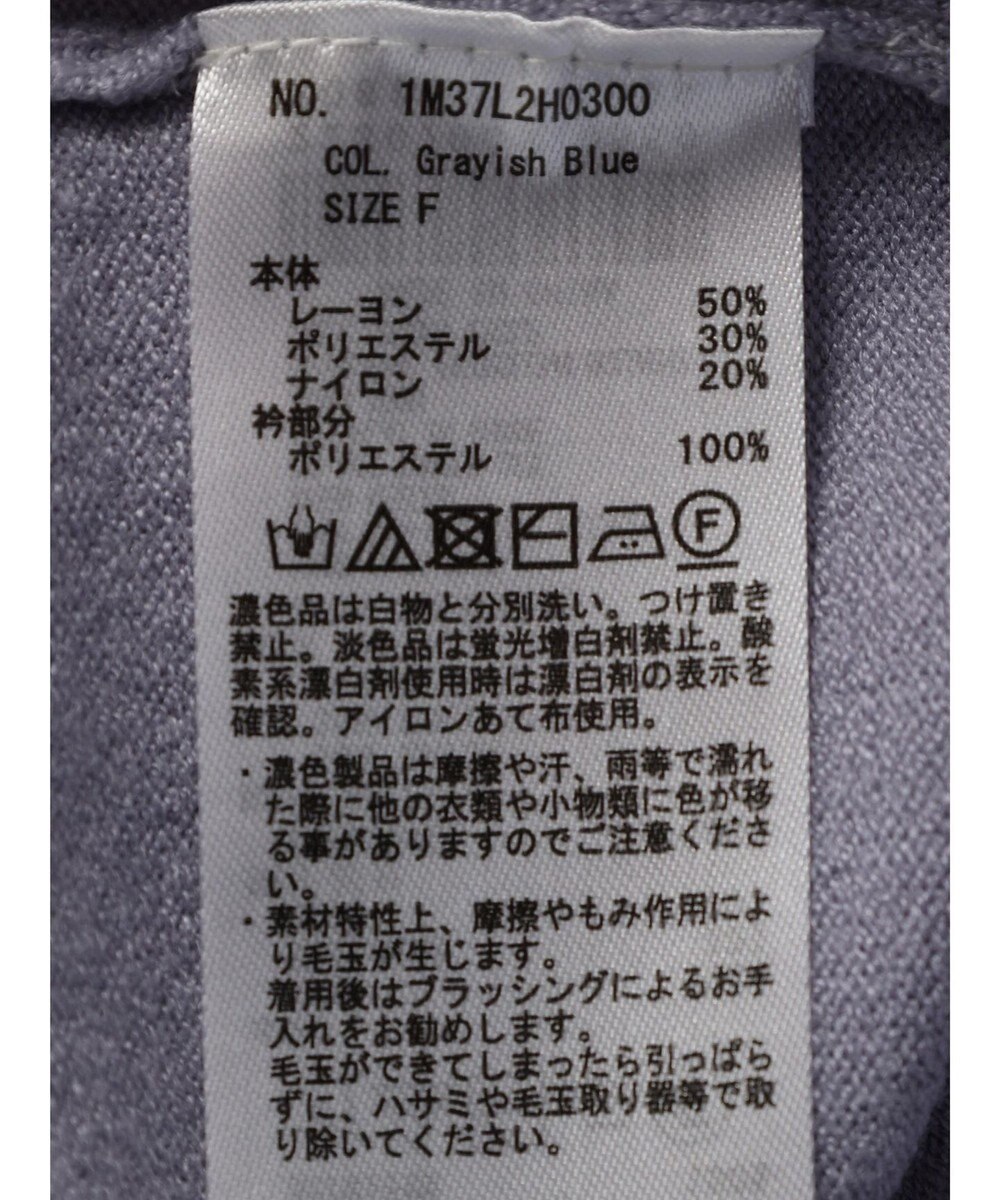 NO. 1M37L2H0300
COL. Grayish Blue
SIZE F
本体
レーヨン 50%
ポリエステル 30%
ナイロン 20%
衿部分
ポリエステル 100%
F
濃色品は白物と分別洗い。つけ置き
禁止。淡色品は蛍光増白剤禁止。酸
素系漂白剤使用時は漂白剤の表示を
確認。アイロンあて布使用。
・濃色製品は摩擦や汗、雨等で濡れ
た際に他の衣類や小物類に色が移
る事がありますのでご注意くださ
い。
・素材特性上、摩擦やもみ作用によ
り毛玉が生じます。
着用後はブラッシングによるお手
入れをお勧めします。
毛玉ができてしまったら引っぱら
ずに、ハサミや毛玉取り器等で取
り除いてください。